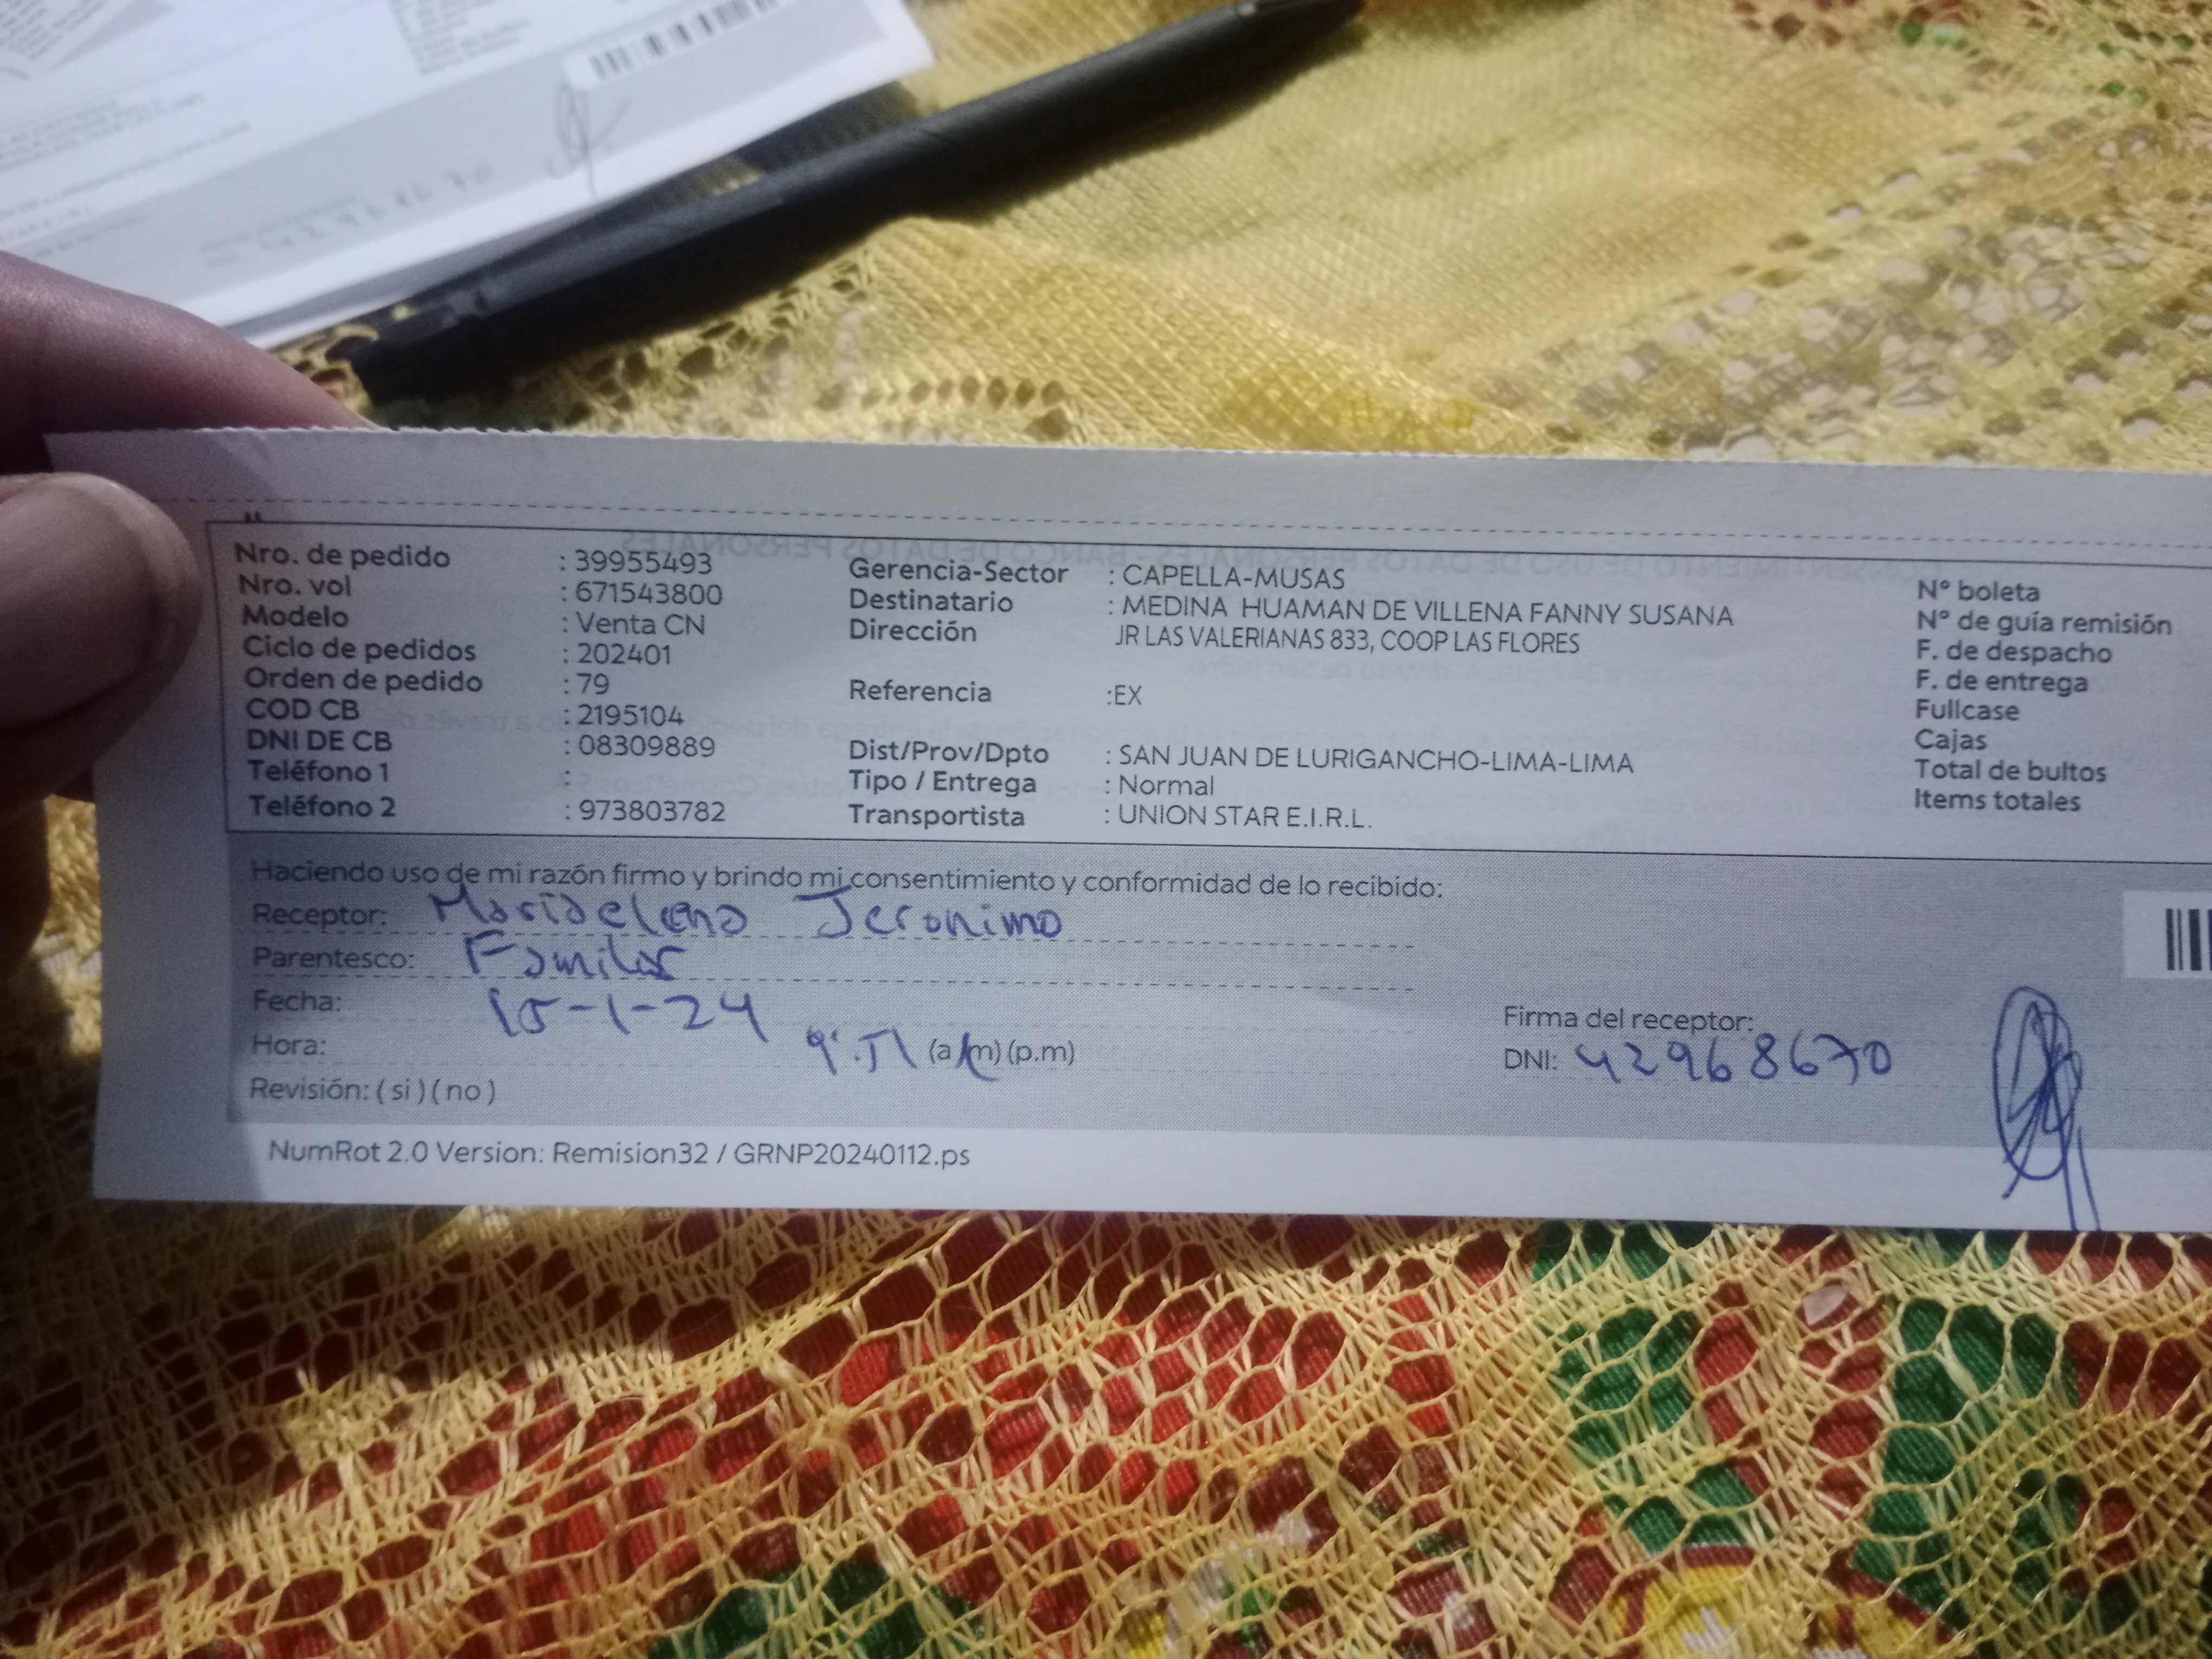 Nro. de pedido : 39955493
Nro. vol : 671543800
Modelo : Venta CN
Ciclo de pedidos : 202401
Orden de pedido : 79
COD CB : 2195104
DNI DE CB : 08309889
Teléfono 1 :
Teléfono 2 : 973803782
Gerencia-Sector : CAPELLA-MUSAS
Destinatario : MEDINA HUAMAN DE VILLENA FANNY SUSANA
Dirección JR LAS VALERIANAS 833, COOP LAS FLORES
Referencia :EX
Dist/Prov/Dpto : SAN JUAN DE LURIGANCHO-LIMA-LIMA
Tipo / Entrega : Normal
Transportista : UNION STAR E.I.R.L.
N° boleta
N° de guía remisión
F. de despacho
F. de entrega
Fullcase
Cajas
Total de bultos
Items totales
Haciendo uso de mi razón firmo y brindo mi consentimiento y conformidad de lo recibido:
Receptor: Mariaelena Jeronimo
Parentesco: Familiar
Fecha: 15-1-24
Hora: (a.m) (p.m)
Revisión: ( si ) ( no )
Firma del receptor:
DNI: 42968670
NumRot 2.0 Version: Remision32 / GRNP20240112.ps